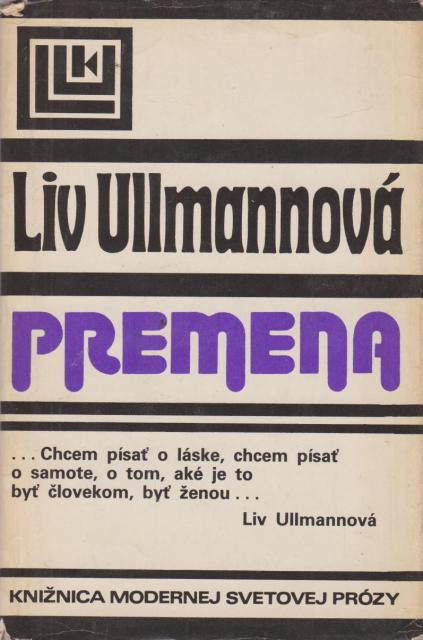 Liv Ullmannová
PREMENA
...Chcem písať o láske, chcem písať
o samote, o tom, aké je to
byť človekom, byť ženou...
Liv Ullmannová
KNIŽNICA MODERNEJ SVETOVEJ PRÓZY